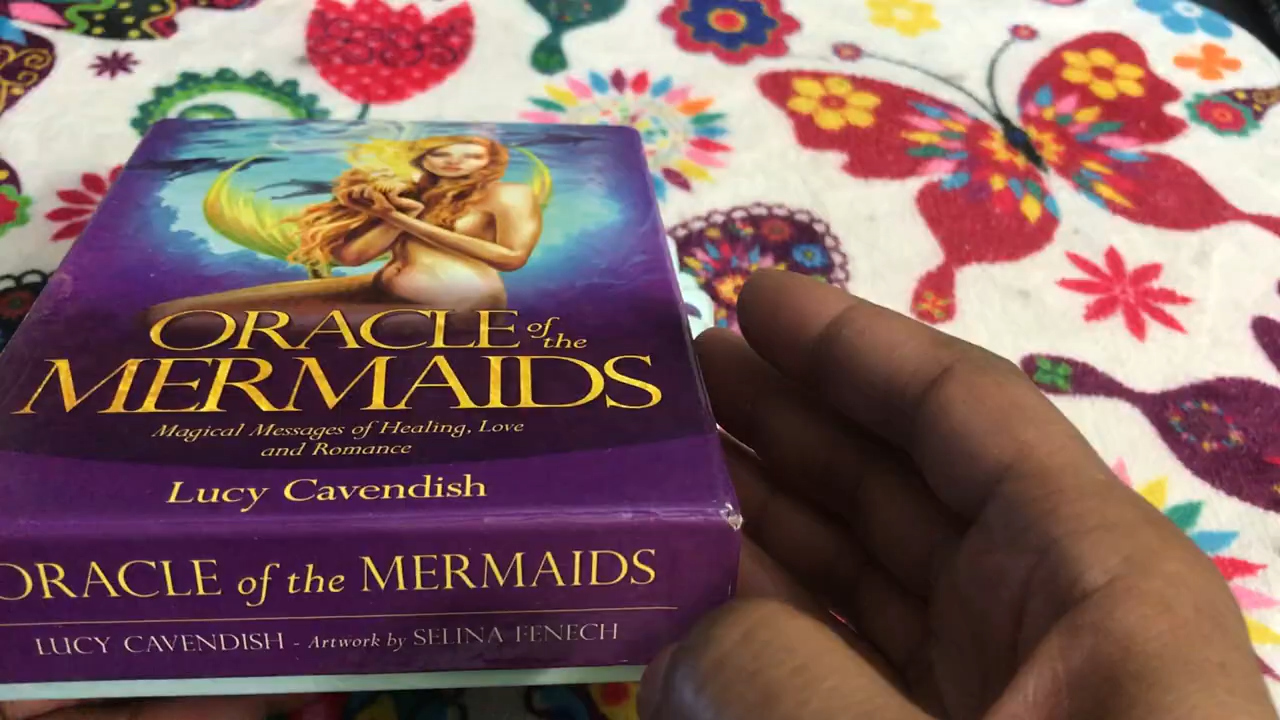 ORACLE of the
MERMAIDS
Magical Messages of Healing, Love
and Romance
Lucy Cavendish
ORACLE of the MERMAIDS
LUCY CAVENDISH - Artwork by SELINA FENECH